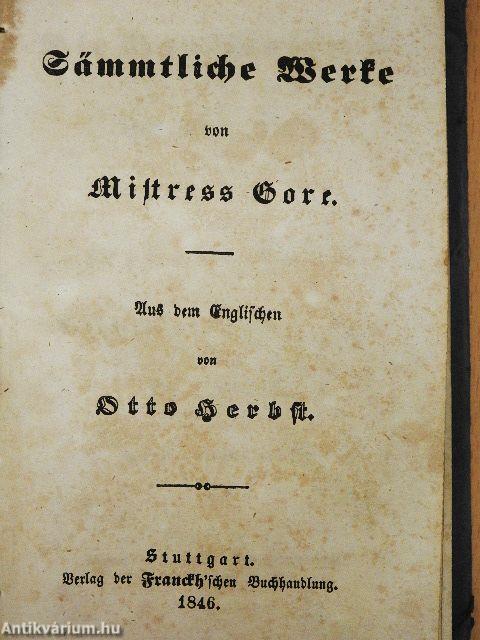 Sämmtliche Werke
von
Mistress Gore.
Aus dem Englischen
von
Otto Herbst.
Stuttgart.
Verlag der Franckh'schen Buchhandlung.
1846.
Antikvárium.hu